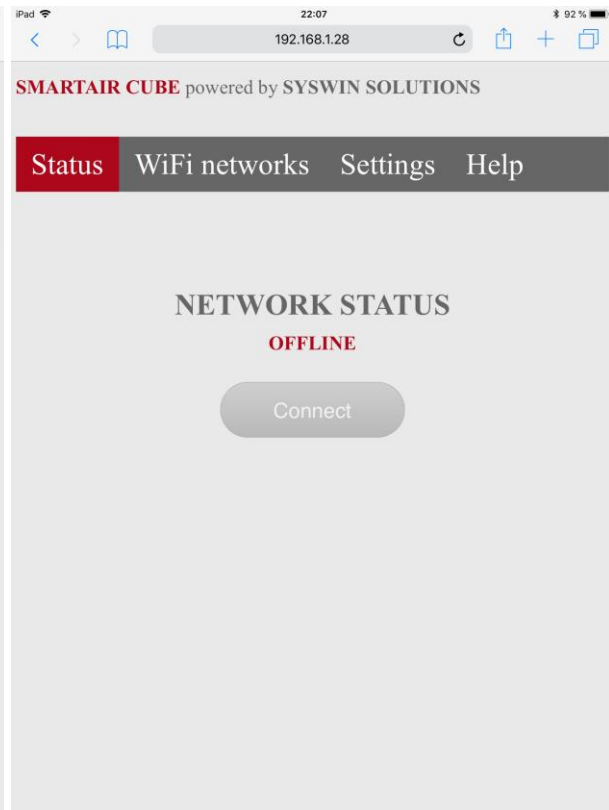 iPad 22:07 92 %
192.168.1.28
SMARTAIR CUBE powered by SYSWIN SOLUTIONS
Status WiFi networks Settings Help
NETWORK STATUS
OFFLINE
Connect